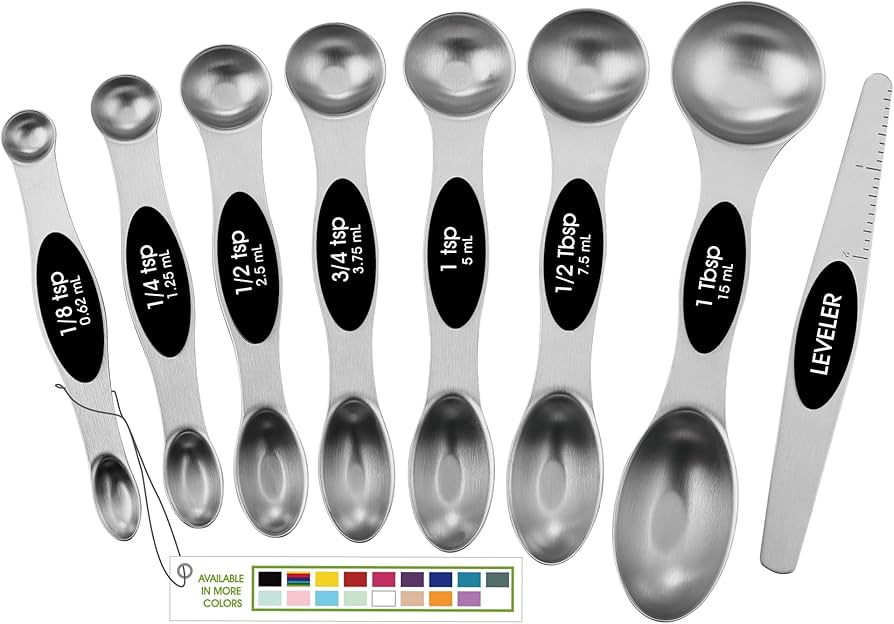 1/8 tsp
0.62 mL
1/4 tsp
1.25 mL
1/2 tsp
2.5 mL
3/4 tsp
3.75 mL
1 tsp
5 mL
1/2 Tbsp
7.5 mL
1 Tbsp
15 mL
1
2
LEVELER
AVAILABLE
IN MORE
COLORS